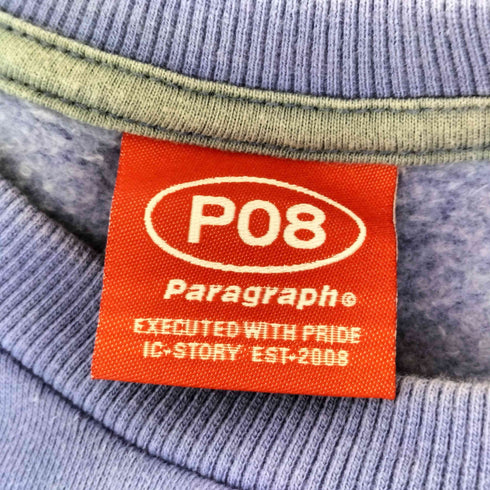 P08
Paragraph©
EXECUTED WITH PRIDE
IC-STORY EST-2008